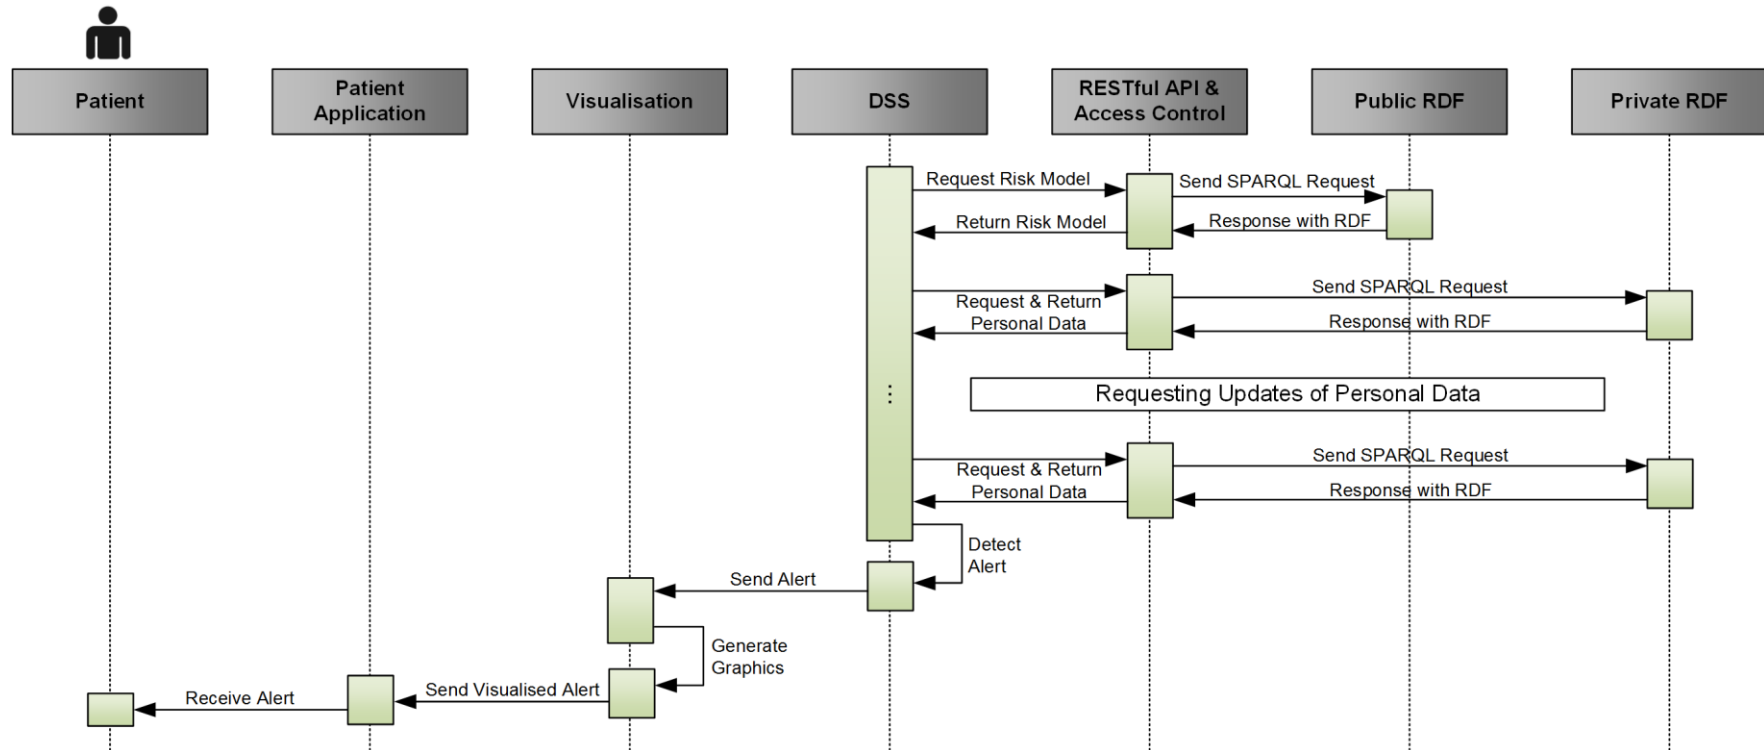 Patient
Patient
Application
Visualisation
DSS
RESTful API &
Access Control
Public RDF
Private RDF
Request Risk Model
Send SPARQL Request
Return Risk Model
Response with RDF
Request & Return
Personal Data
Send SPARQL Request
Response with RDF
⋮
Requesting Updates of Personal Data
Request & Return
Personal Data
Send SPARQL Request
Response with RDF
Detect
Alert
Send Alert
Generate
Graphics
Send Visualised Alert
Receive Alert